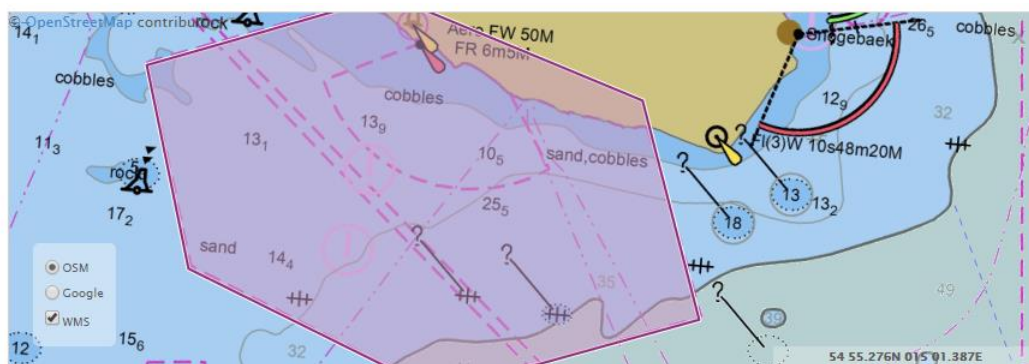 © OpenStreetMap contributors
rock
14₁
Aero FW 50M
FR 6m5M
Snogebaek
26₅
cobbles
cobbles
cobbles
12₉
32
13₉
13₁
11₃
10₅
sand,cobbles
Fl(3)W 10s48m20M
?
?
rock
5
13
13₂
17₂
25₅
18
?
sand
14₄
?
35
?
OSM
Google
WMS
49
39
12
15₆
32
54 55.276N 015 01.387E